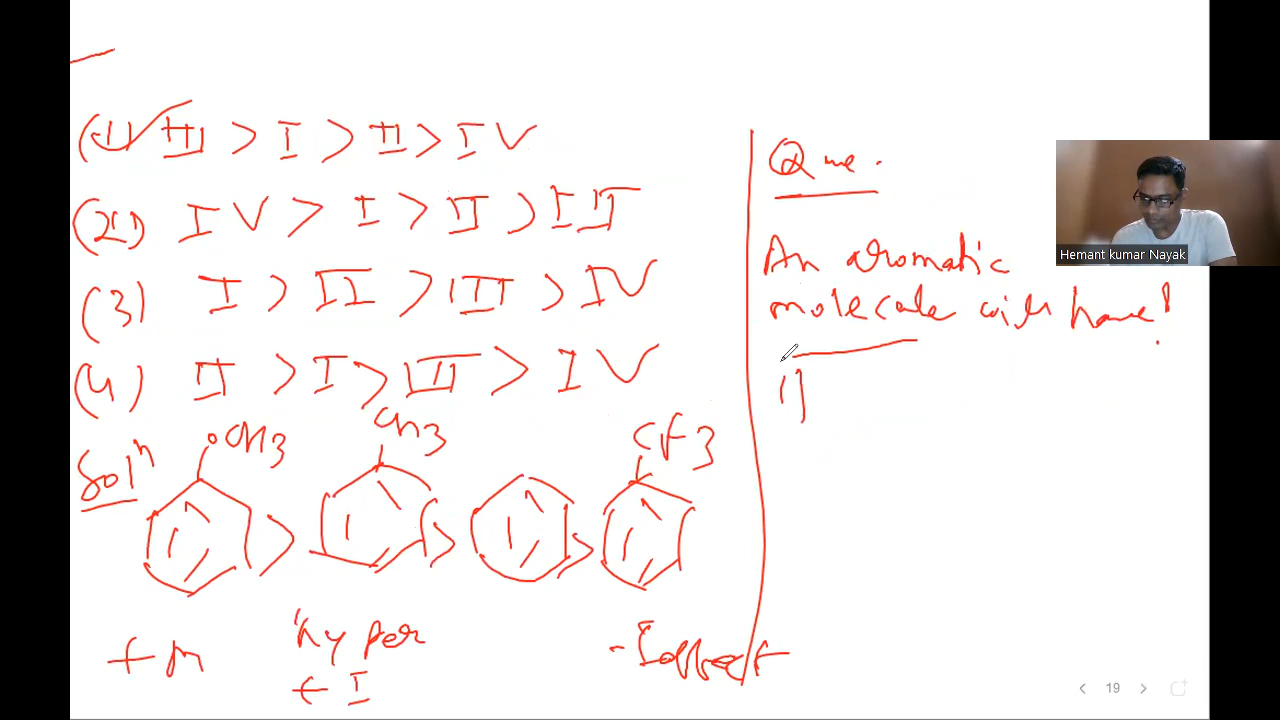 (1) III > I > II > IV
(2) IV > I > II > III
(3) I > II > III > IV
(4) II > I > III > IV
Solⁿ
OCH3
CH3
CF3
> > >
+M
hyper
+I
-I effect
Que.
An aromatic
molecule will have!
1)
Hemant kumar Nayak
19